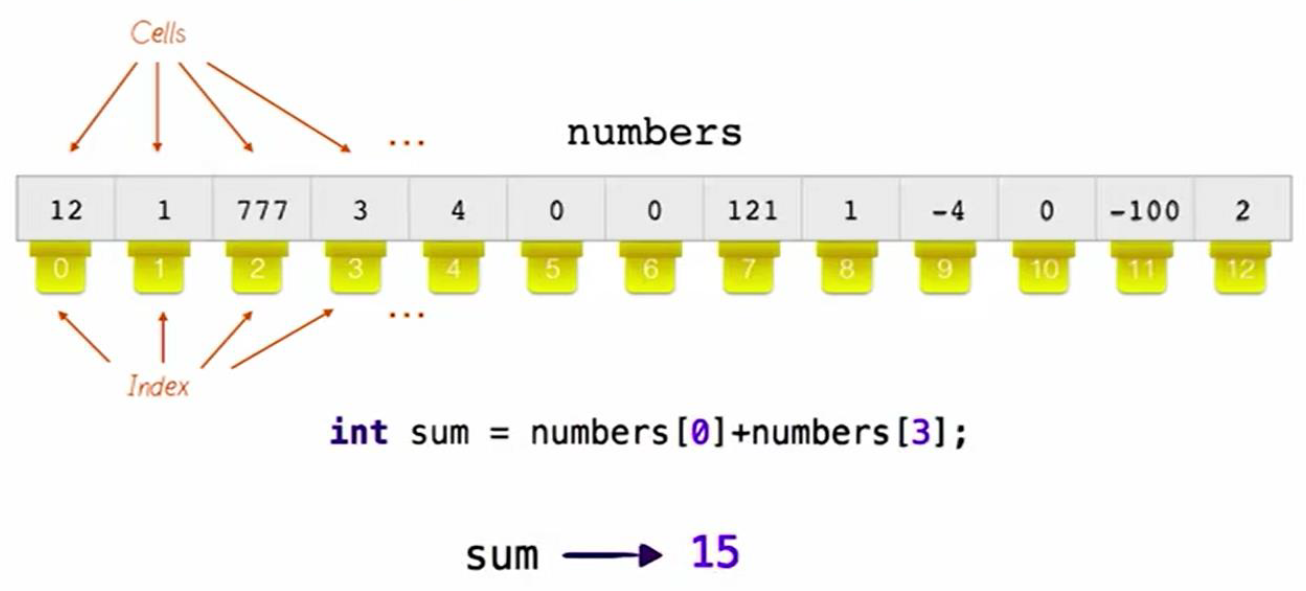 Cells
...
numbers
12 1 777 3 4 0 0 121 1 -4 0 -100 2
0 1 2 3 4 5 6 7 8 9 10 11 12
...
Index
int sum = numbers[0]+numbers[3];
sum 15